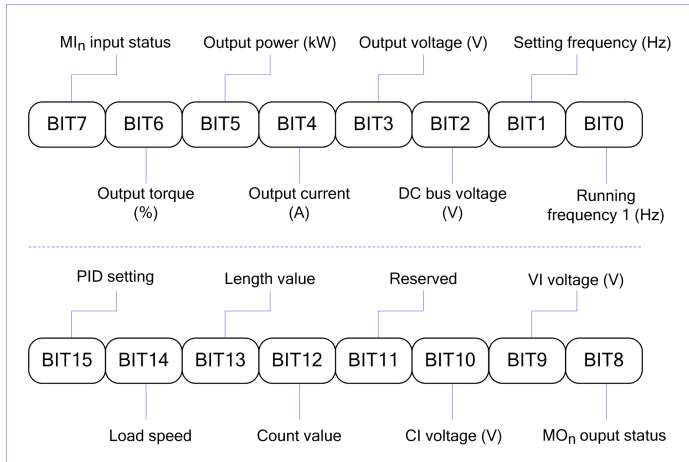 MIn input status
Output power (kW)
Output voltage (V)
Setting frequency (Hz)
BIT7
BIT6
BIT5
BIT4
BIT3
BIT2
BIT1
BIT0
Output torque
(%)
Output current
(A)
DC bus voltage
(V)
Running
frequency 1 (Hz)
PID setting
Length value
Reserved
VI voltage (V)
BIT15
BIT14
BIT13
BIT12
BIT11
BIT10
BIT9
BIT8
Load speed
Count value
CI voltage (V)
MOn ouput status